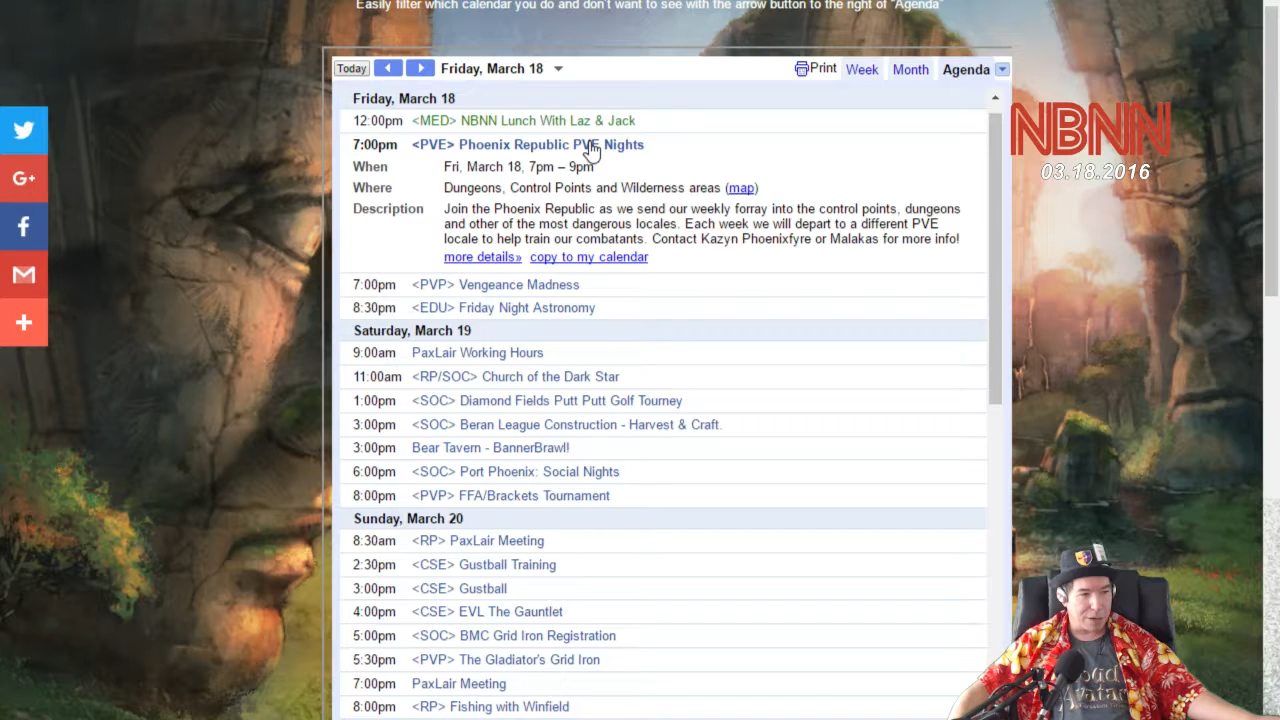 Easily filter which calendar you do and don't want to see with the arrow button to the right of "Agenda"
Today Friday, March 18 Print Week Month Agenda
Friday, March 18
12:00pm <MED> NBNN Lunch With Laz & Jack
7:00pm <PVE> Phoenix Republic PVE Nights
When Fri, March 18, 7pm – 9pm
Where Dungeons, Control Points and Wilderness areas (map)
Description Join the Phoenix Republic as we send our weekly forray into the control points, dungeons
and other of the most dangerous locales. Each week we will depart to a different PVE
locale to help train our combatants. Contact Kazyn Phoenixfyre or Malakas for more info!
more details» copy to my calendar
7:00pm <PVP> Vengeance Madness
8:30pm <EDU> Friday Night Astronomy
Saturday, March 19
9:00am PaxLair Working Hours
11:00am <RP/SOC> Church of the Dark Star
1:00pm <SOC> Diamond Fields Putt Putt Golf Tourney
3:00pm <SOC> Beran League Construction - Harvest & Craft.
3:00pm Bear Tavern - BannerBrawl!
6:00pm <SOC> Port Phoenix: Social Nights
8:00pm <PVP> FFA/Brackets Tournament
Sunday, March 20
8:30am <RP> PaxLair Meeting
2:30pm <CSE> Gustball Training
3:00pm <CSE> Gustball
4:00pm <CSE> EVL The Gauntlet
5:00pm <SOC> BMC Grid Iron Registration
5:30pm <PVP> The Gladiator's Grid Iron
7:00pm PaxLair Meeting
8:00pm <RP> Fishing with Winfield
NBNN
03.18.2016
G+
Avatar